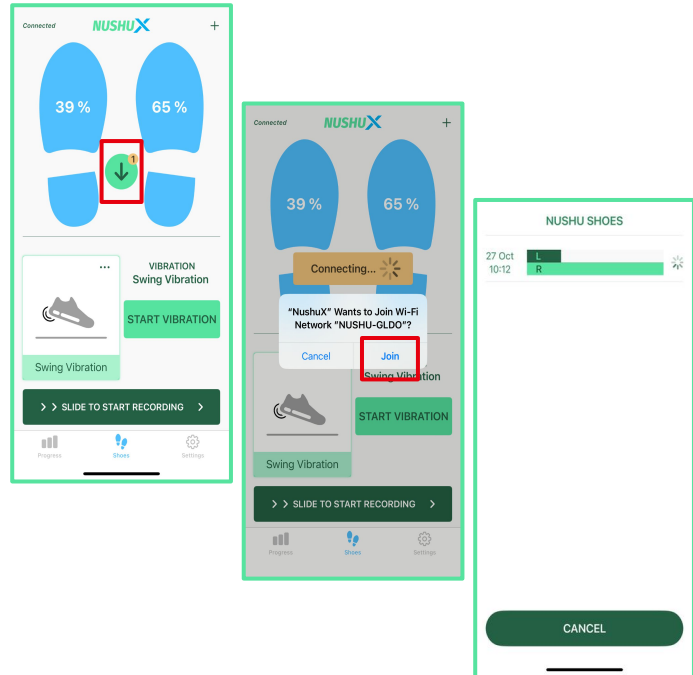 Connected NUSHU X +
39 % 65 %
1
VIBRATION
Swing Vibration
START VIBRATION
Swing Vibration
> > SLIDE TO START RECORDING >
Progress Shoes Settings
Connected NUSHU X +
39 % 65 %
Connecting...
“NushuX” Wants to Join Wi-Fi
Network “NUSHU-GLDO”?
Cancel Join
Swing Vibration
START VIBRATION
Swing Vibration
> > SLIDE TO START RECORDING >
Progress Shoes Settings
NUSHU SHOES
27 Oct L
10:12 R
CANCEL